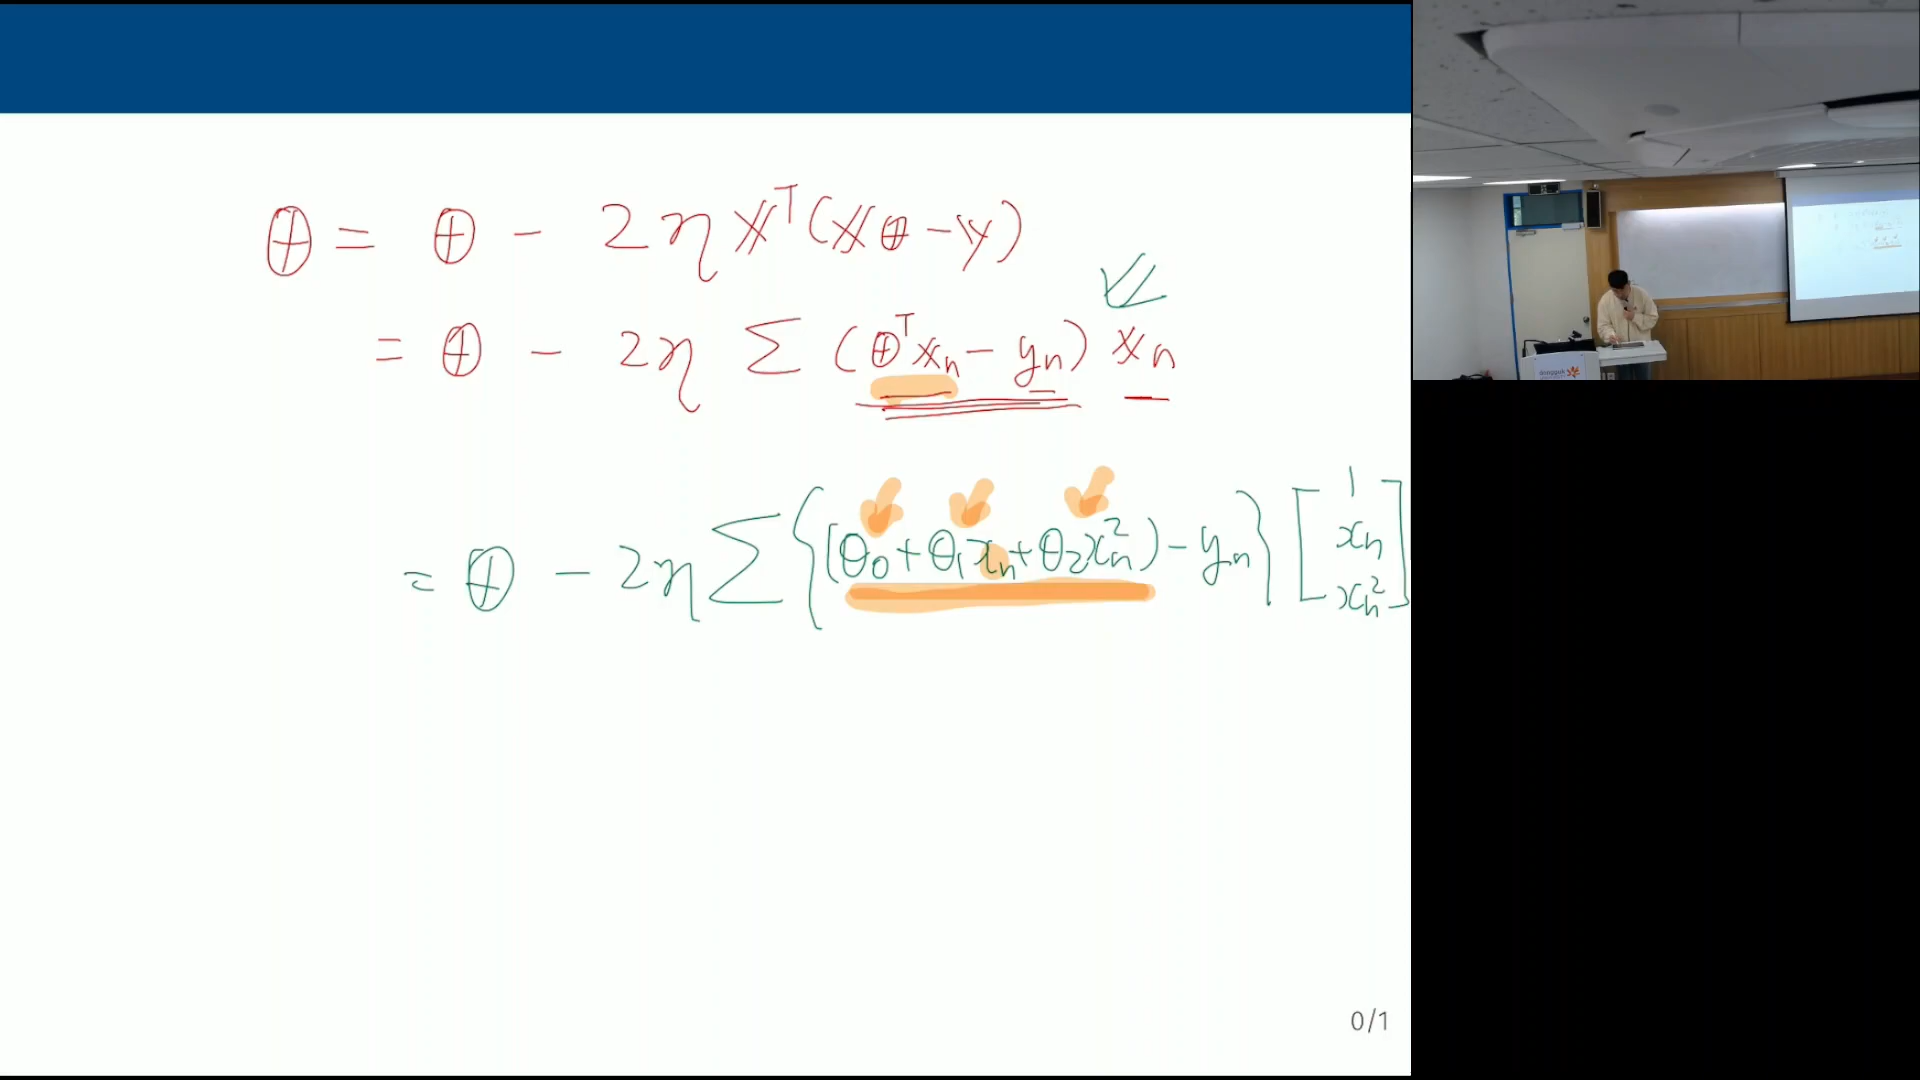 θ = θ - 2η X^T (Xθ - y)
= θ - 2η Σ (θ^T x_n - y_n) x_n
= θ - 2η Σ { (θ_0 + θ_1 x_n + θ_2 x_n^2) - y_n } [ 1 x_n x_n^2 ]
0/1
dongguk